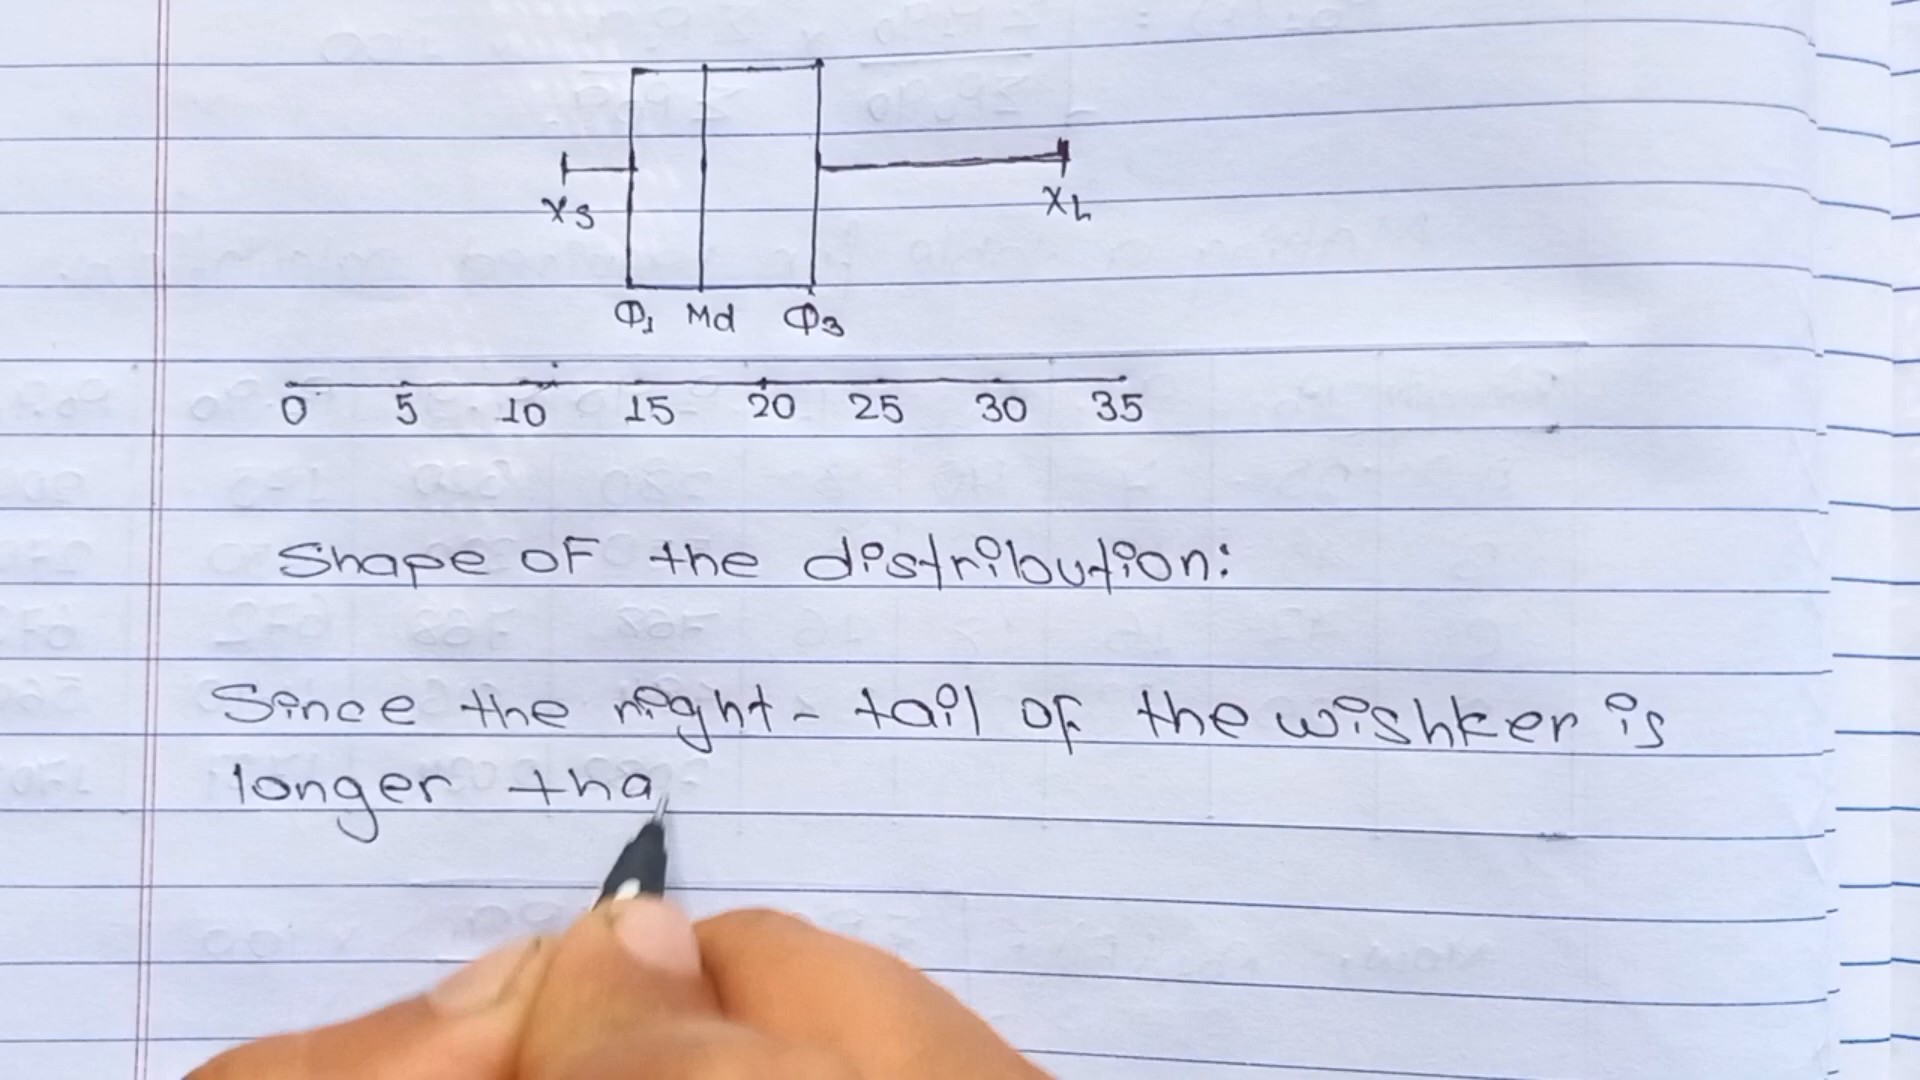 Xs XL
Q1 Md Q3
0 5 10 15 20 25 30 35
Shape of the distribution:
Since the right-tail of the wishker is
longer tha